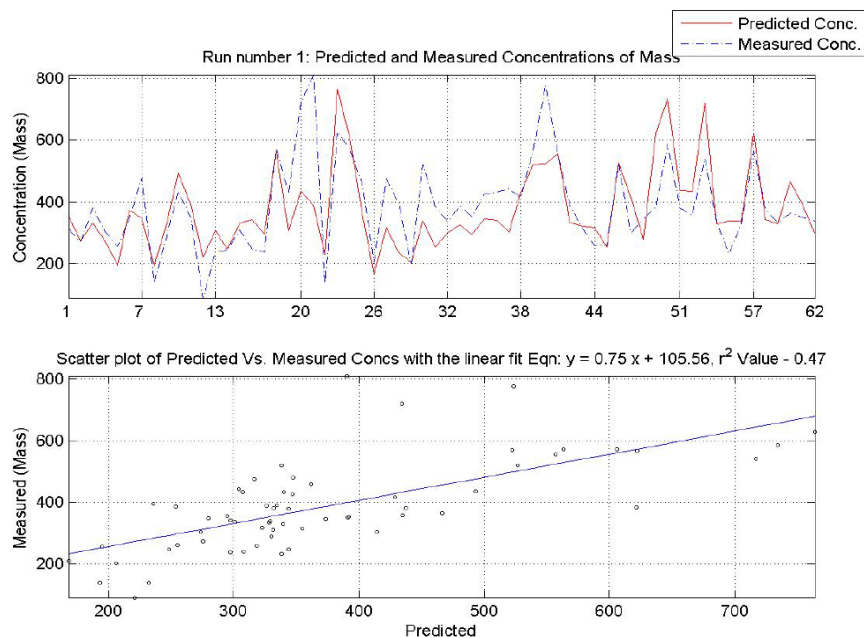 Predicted Conc.
Measured Conc.
Run number 1: Predicted and Measured Concentrations of Mass
Concentration (Mass)
800
600
400
200
1 7 13 20 26 32 38 44 51 57 62
Scatter plot of Predicted Vs. Measured Concs with the linear fit Eqn: y = 0.75 x + 105.56, r² Value - 0.47
Measured (Mass)
800
600
400
200
200 300 400 500 600 700
Predicted